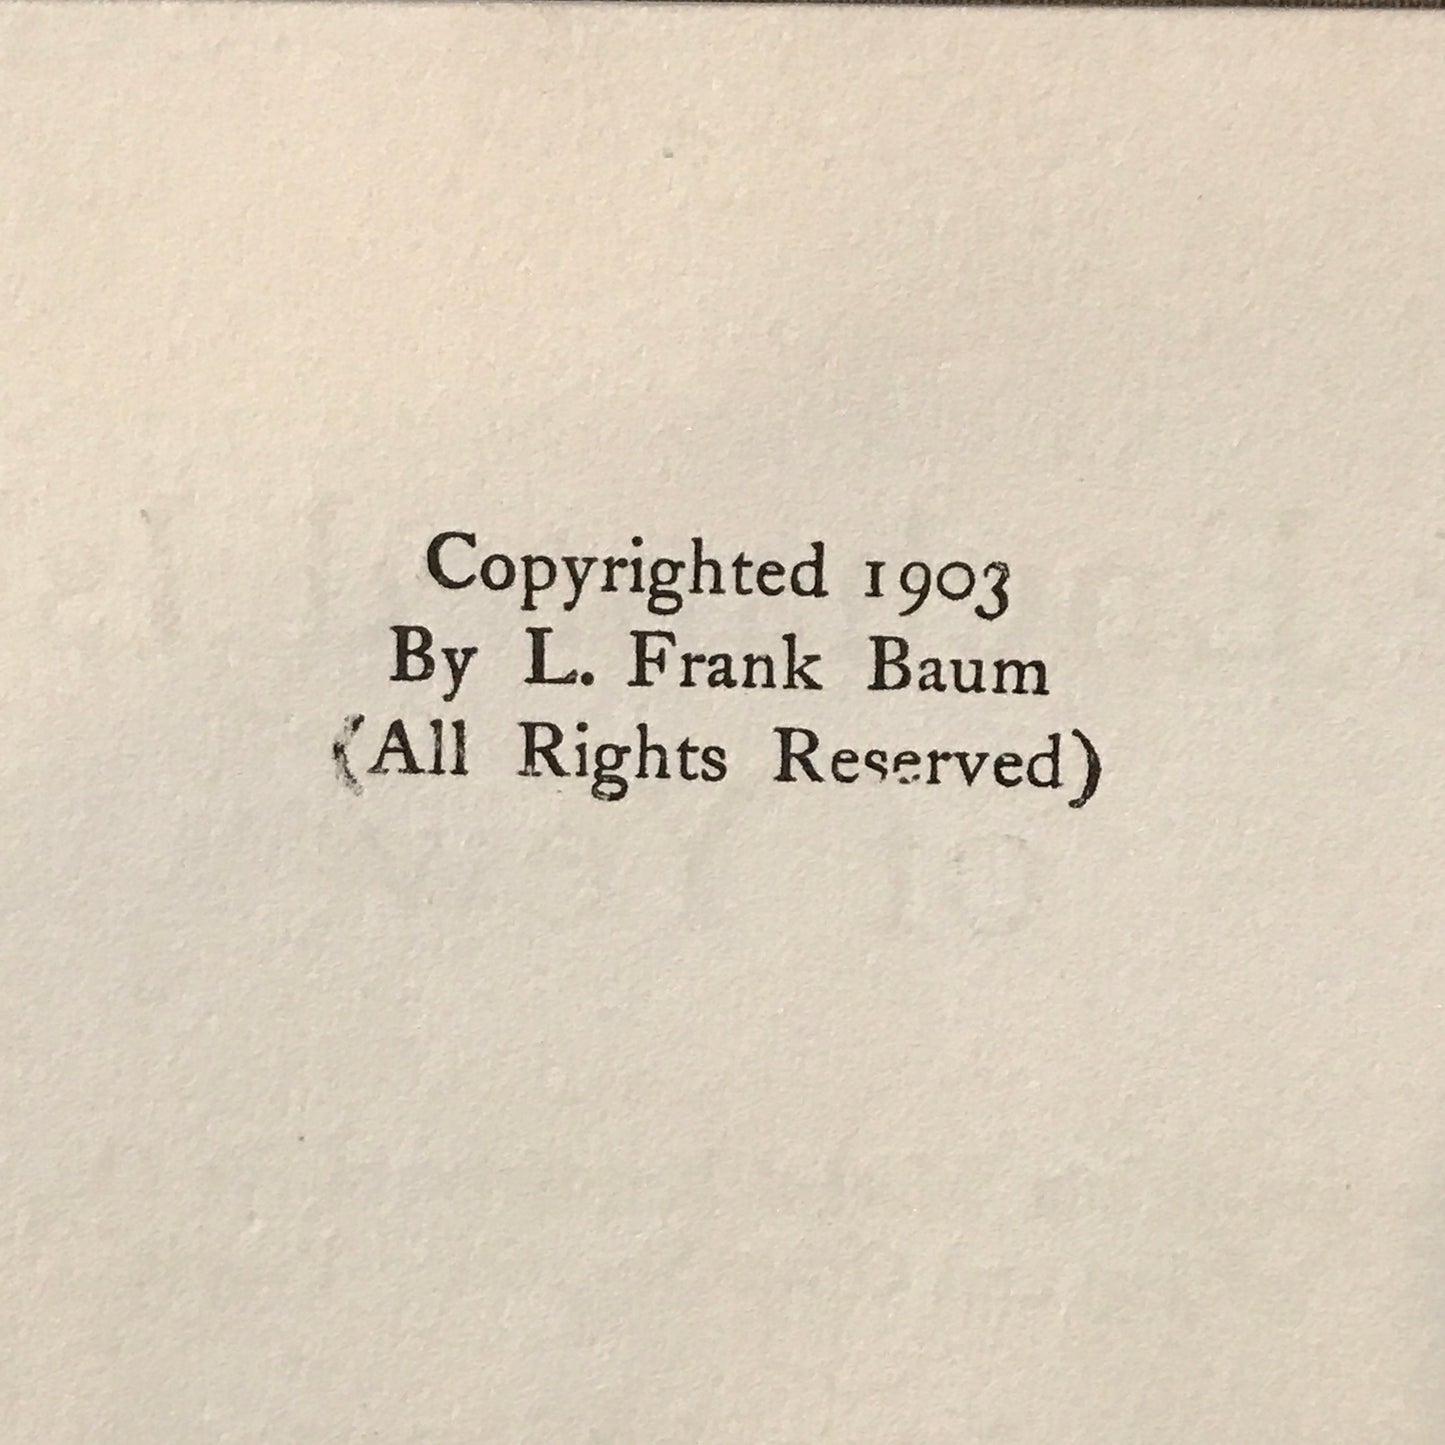 Copyrighted 1903
By L. Frank Baum
(All Rights Reserved)